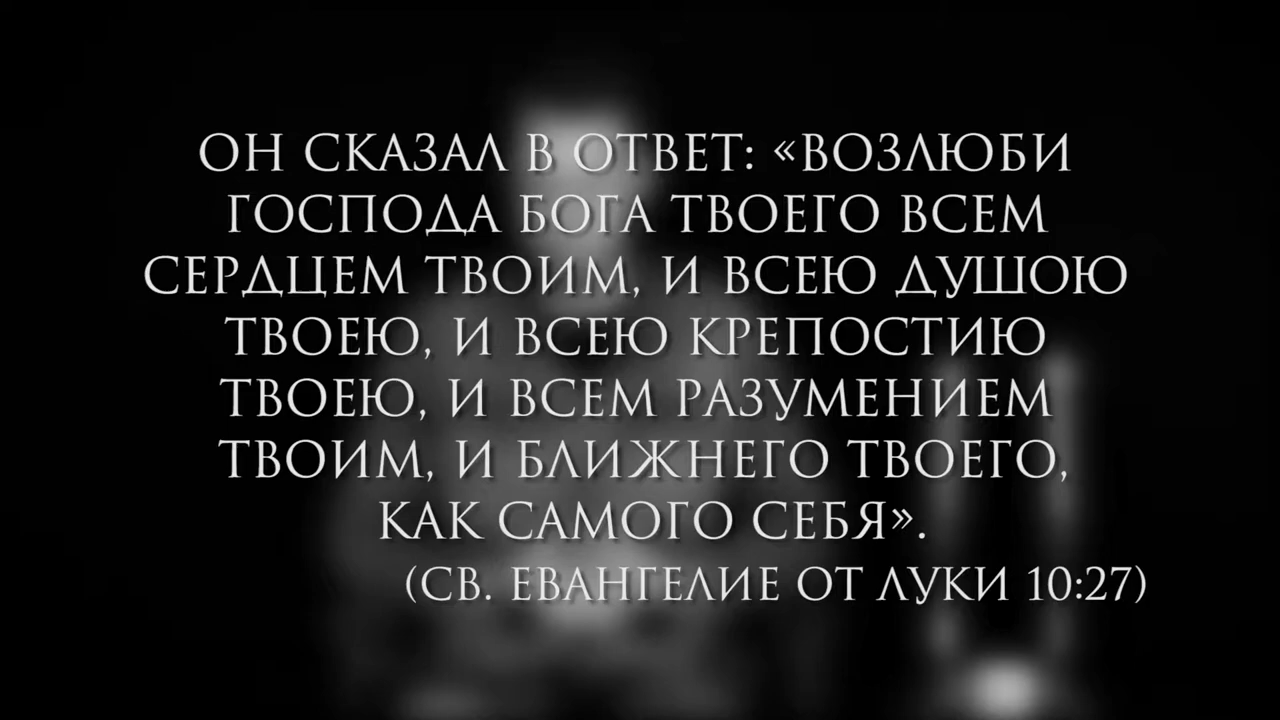 ОН СКАЗАЛ В ОТВЕТ: «ВОЗЛЮБИ
ГОСПОДА БОГА ТВОЕГО ВСЕМ
СЕРДЦЕМ ТВОИМ, И ВСЕЮ ДУШОЮ
ТВОЕЮ, И ВСЕЮ КРЕПОСТИЮ
ТВОЕЮ, И ВСЕМ РАЗУМЕНИЕМ
ТВОИМ, И БЛИЖНЕГО ТВОЕГО,
КАК САМОГО СЕБЯ».
(СВ. ЕВАНГЕЛИЕ ОТ ЛУКИ 10:27)